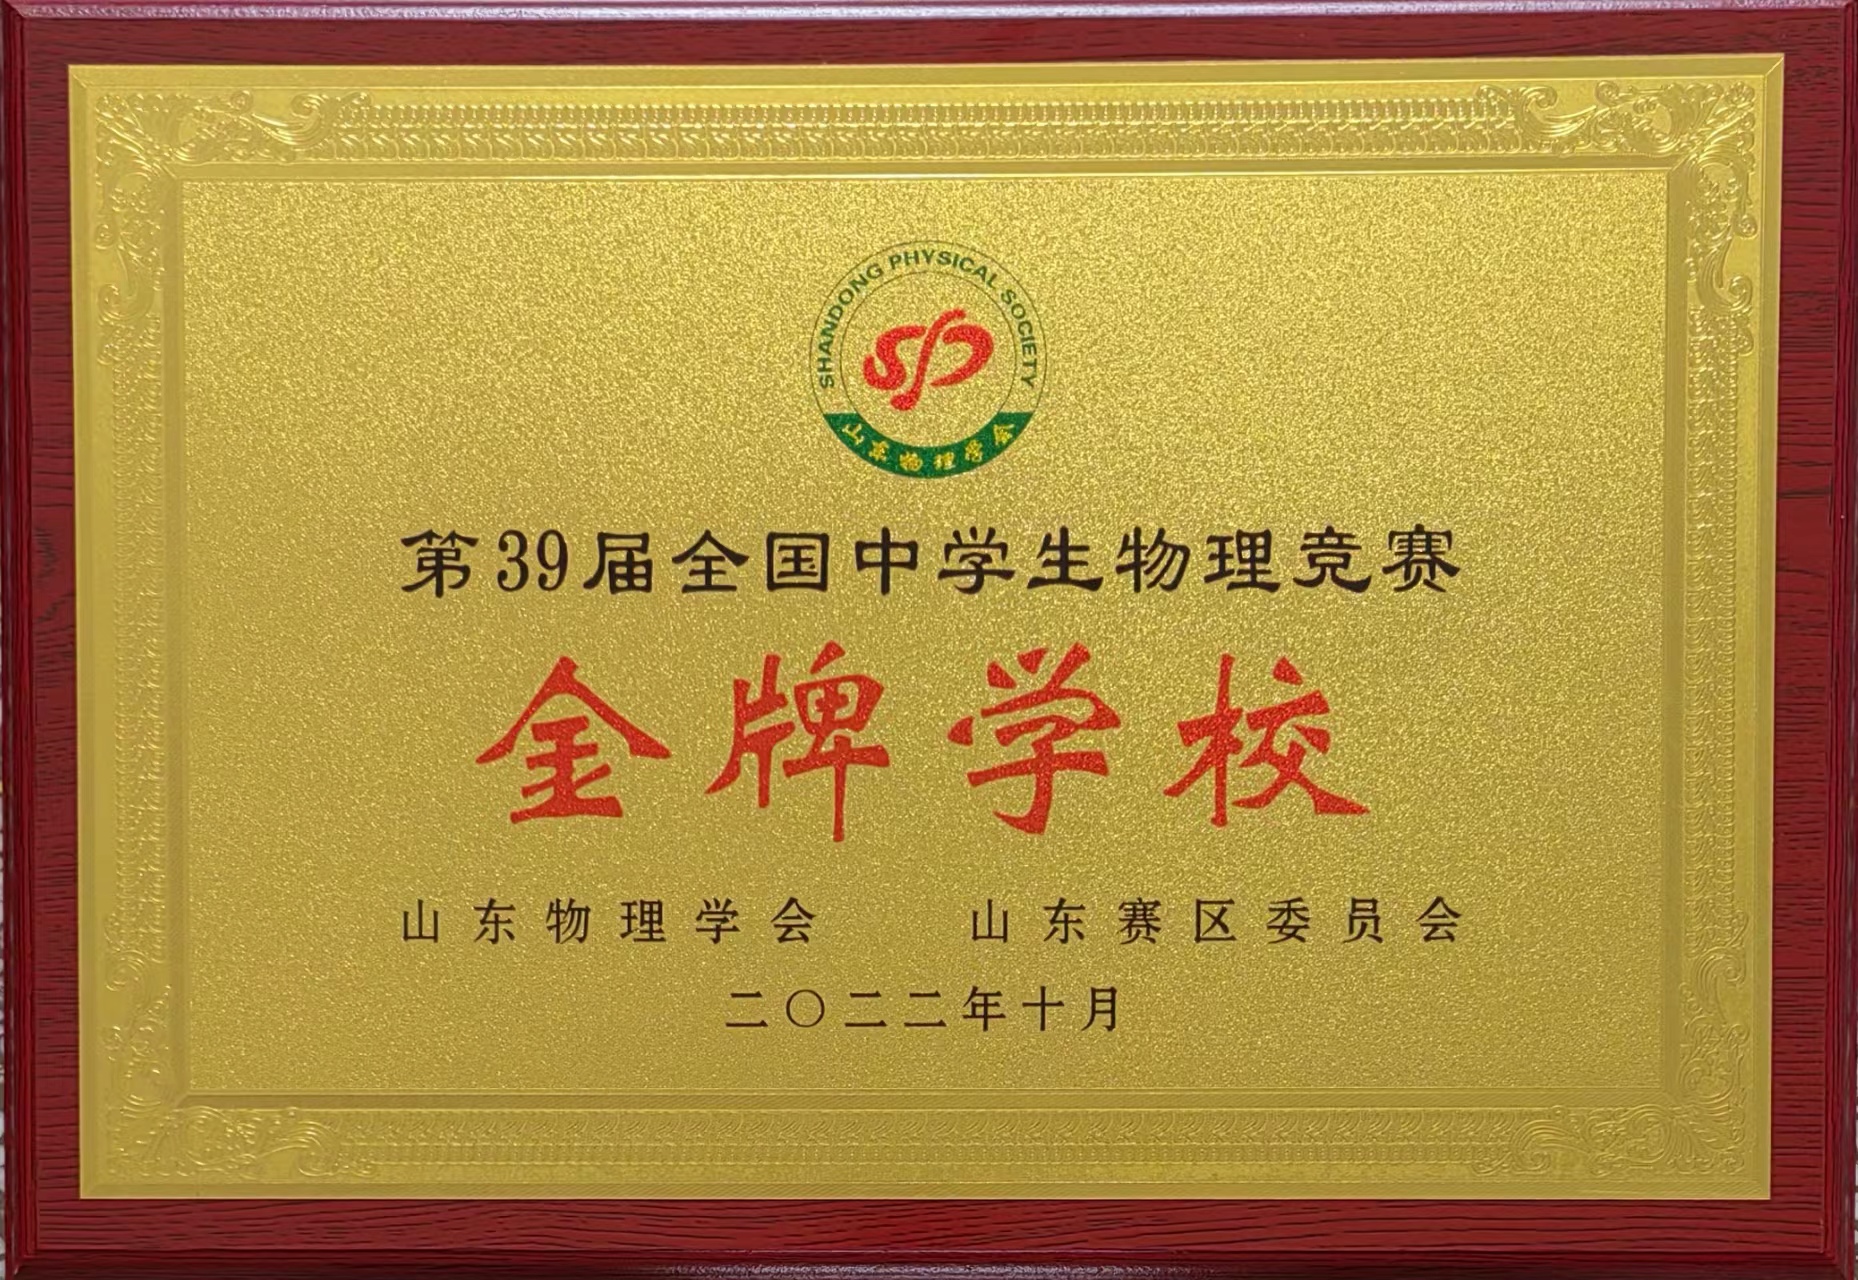 SHANDONG PHYSICAL SOCIETY
山东物理学会
第39届全国中学生物理竞赛
金牌学校
山东物理学会 山东赛区委员会
二〇二二年十月